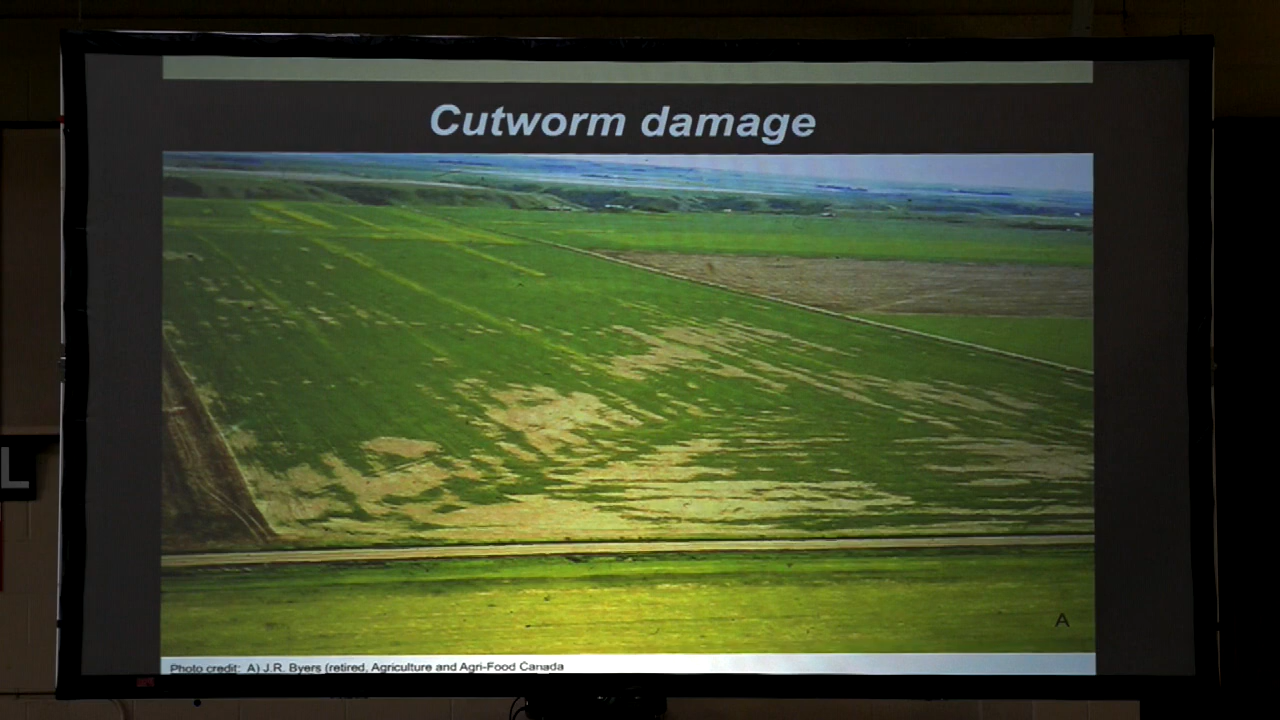 Cutworm damage
L
A
Photo credit: A) J.R. Byers (retired, Agriculture and Agri-Food Canada